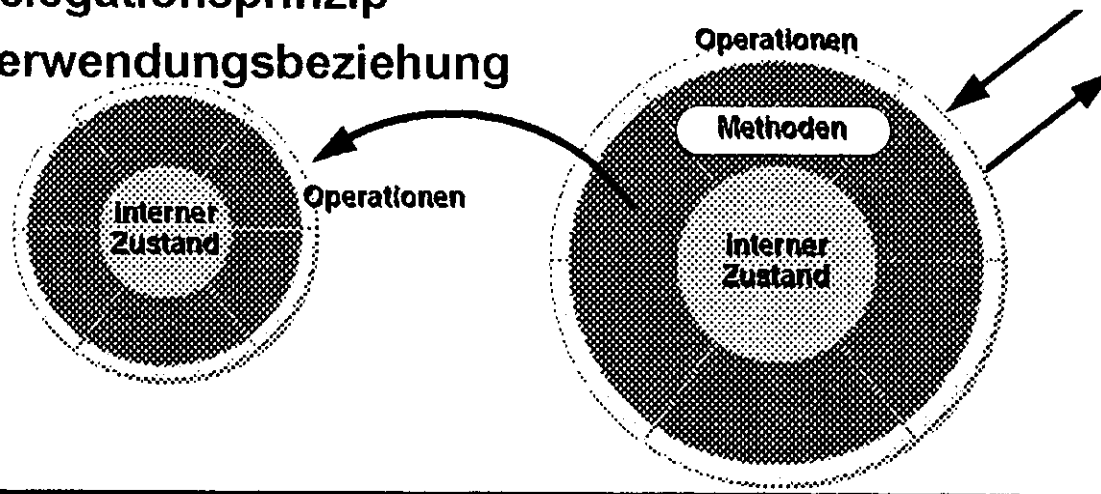 elegationsprinzip
erwendungsbeziehung
Operationen
Methoden
Operationen
Interner
Zustand
Interner
Zustand